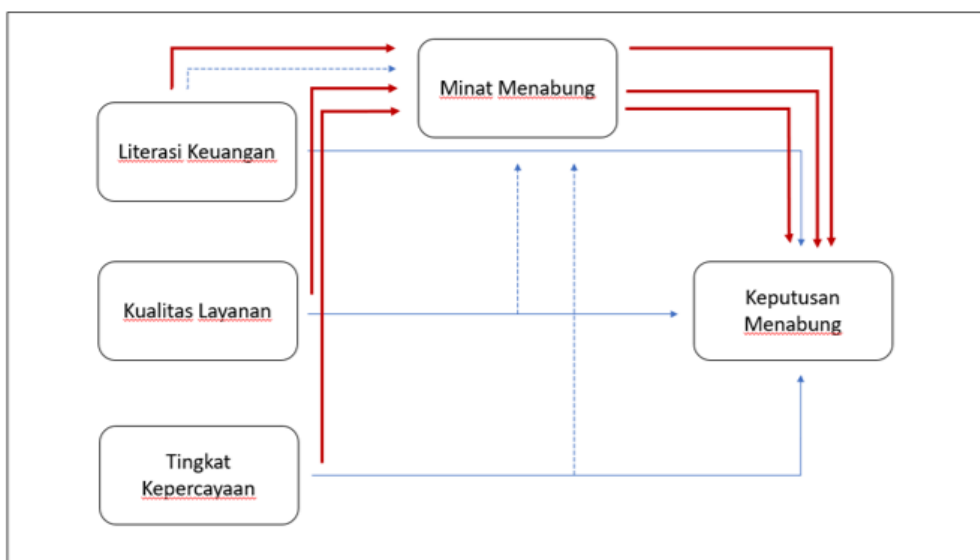 Minat Menabung
Literasi Keuangan
Kualitas Layanan
Keputusan
Menabung
Tingkat
Kepercayaan